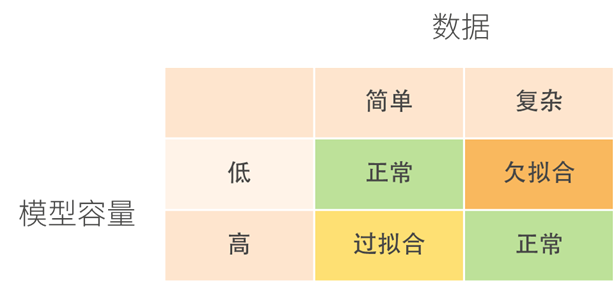 数据
简单 复杂
低 正常 欠拟合
模型容量
高 过拟合 正常